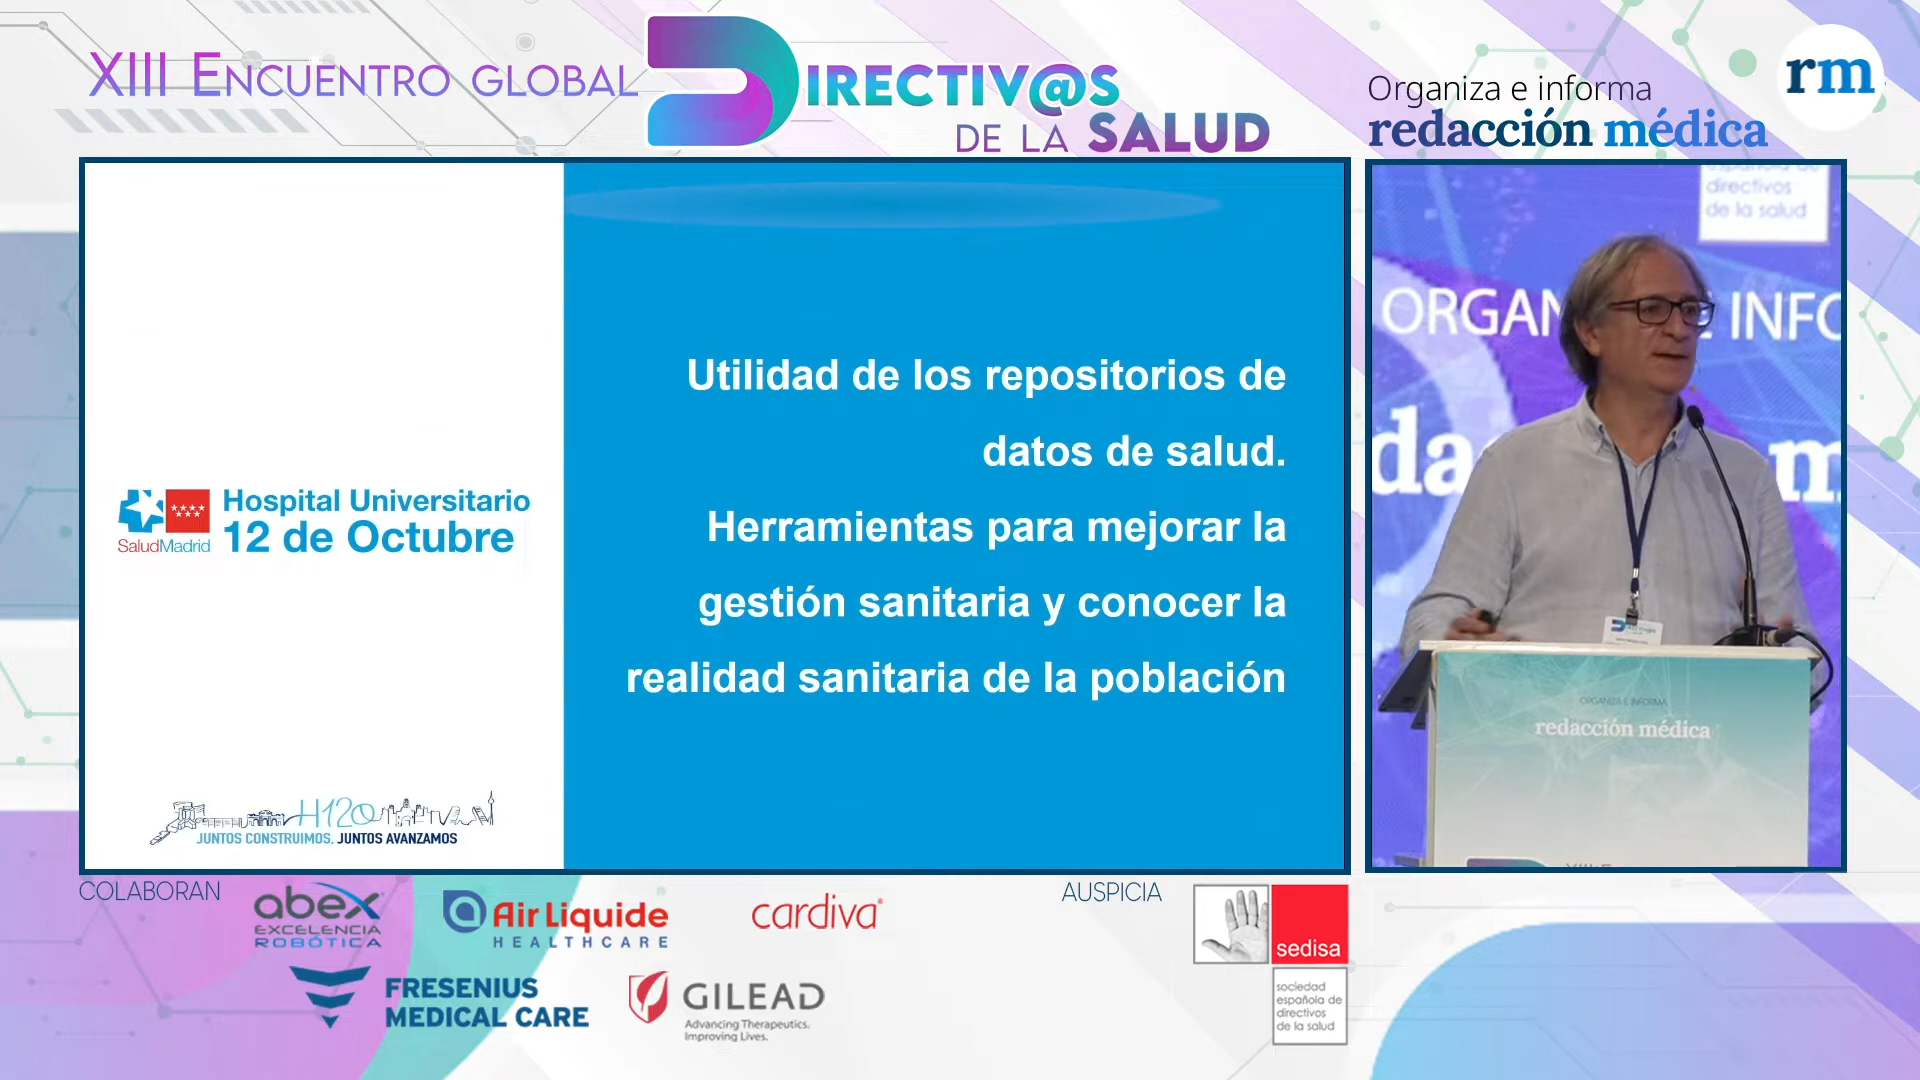 XIII ENCUENTRO GLOBAL
DIRECTIV@S
DE LA SALUD
Organiza e informa
redacción médica
rm
Utilidad de los repositorios de
datos de salud.
Herramientas para mejorar la
gestión sanitaria y conocer la
realidad sanitaria de la población
SaludMadrid
Hospital Universitario
12 de Octubre
H12O
JUNTOS CONSTRUIMOS, JUNTOS AVANZAMOS
directivos
de la salud
ORGAN E INFO
da m
ORGANIZA E INFORMA
redacción médica
COLABORAN
abex
EXCELENCIA
ROBÓTICA
Air Liquide
HEALTHCARE
cardiva
FRESENIUS
MEDICAL CARE
GILEAD
Advancing Therapeutics.
Improving Lives.
AUSPICIA
sedisa
sociedad
española de
directivos
de la salud